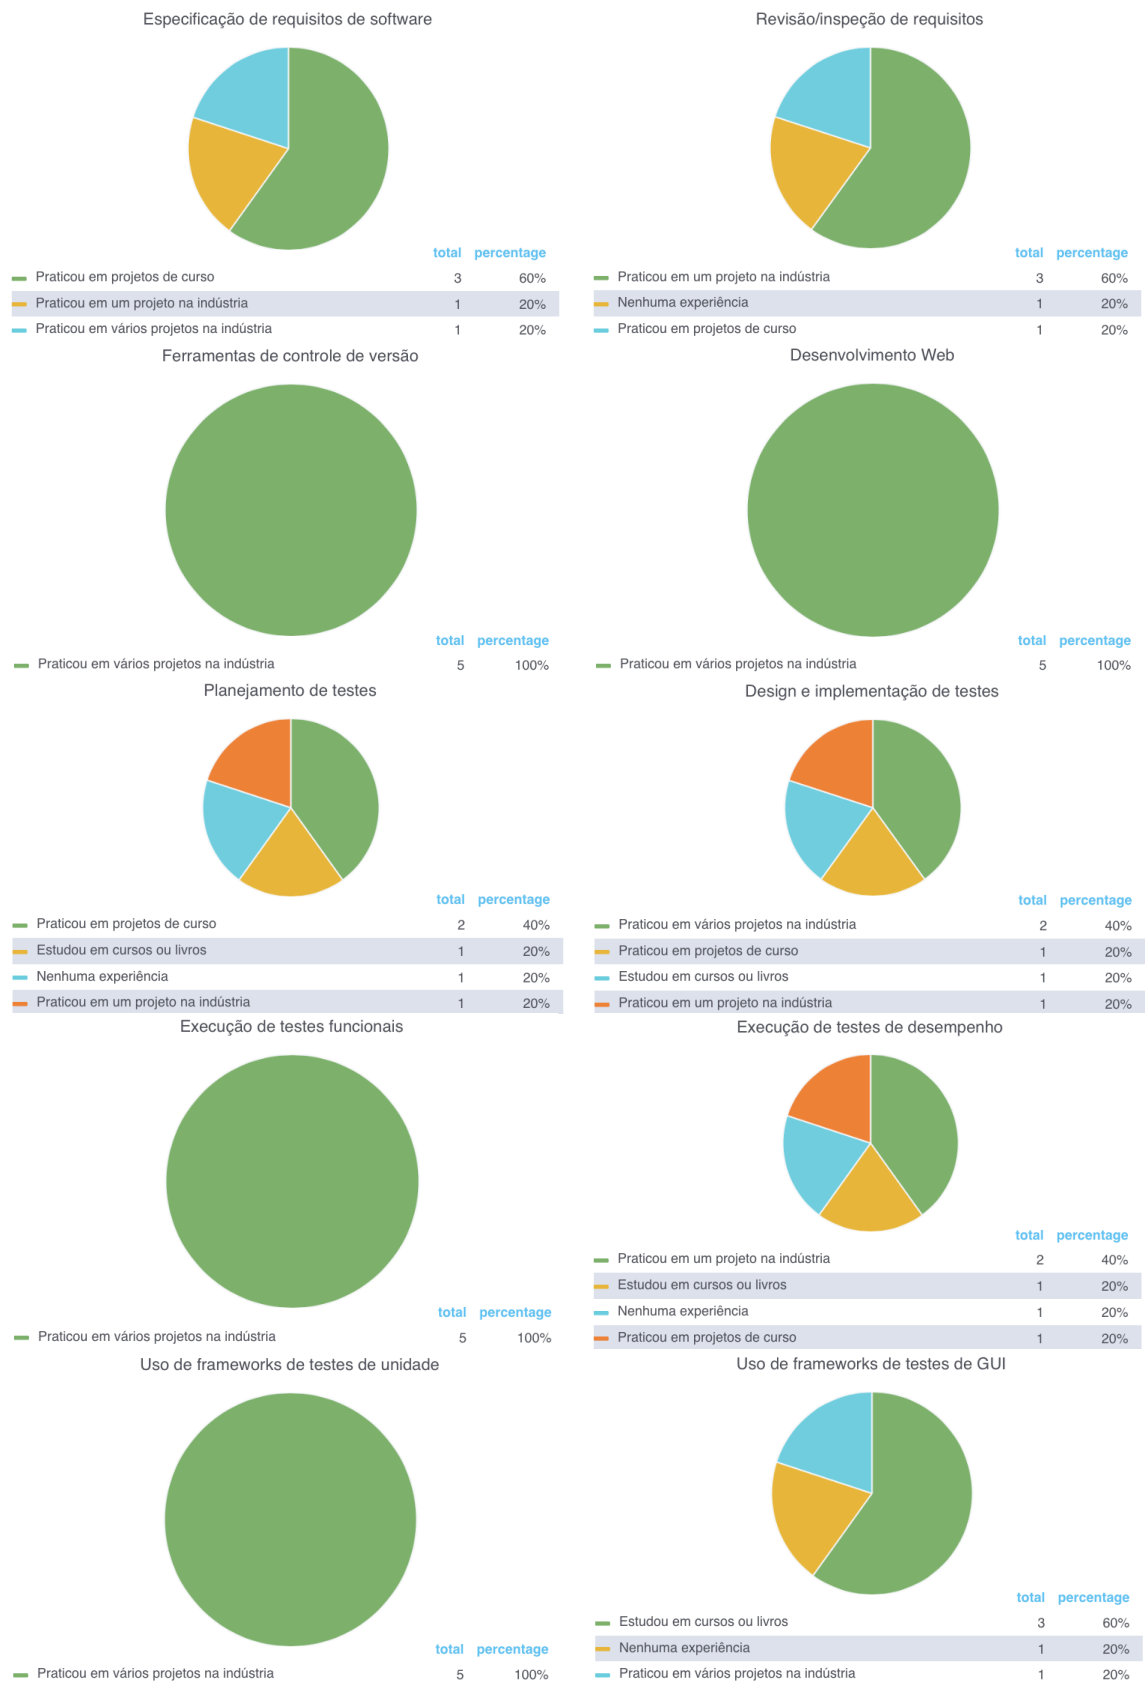 Especificação de requisitos de software
total percentage
Praticou em projetos de curso 3 60%
Praticou em um projeto na indústria 1 20%
Praticou em vários projetos na indústria 1 20%
Revisão/inspeção de requisitos
total percentage
Praticou em um projeto na indústria 3 60%
Nenhuma experiência 1 20%
Praticou em projetos de curso 1 20%
Ferramentas de controle de versão
total percentage
Praticou em vários projetos na indústria 5 100%
Desenvolvimento Web
total percentage
Praticou em vários projetos na indústria 5 100%
Planejamento de testes
total percentage
Praticou em projetos de curso 2 40%
Estudou em cursos ou livros 1 20%
Nenhuma experiência 1 20%
Praticou em um projeto na indústria 1 20%
Design e implementação de testes
total percentage
Praticou em vários projetos na indústria 2 40%
Praticou em projetos de curso 1 20%
Estudou em cursos ou livros 1 20%
Praticou em um projeto na indústria 1 20%
Execução de testes funcionais
total percentage
Praticou em vários projetos na indústria 5 100%
Execução de testes de desempenho
total percentage
Praticou em um projeto na indústria 2 40%
Estudou em cursos ou livros 1 20%
Nenhuma experiência 1 20%
Praticou em projetos de curso 1 20%
Uso de frameworks de testes de unidade
total percentage
Praticou em vários projetos na indústria 5 100%
Uso de frameworks de testes de GUI
total percentage
Estudou em cursos ou livros 3 60%
Nenhuma experiência 1 20%
Praticou em vários projetos na indústria 1 20%